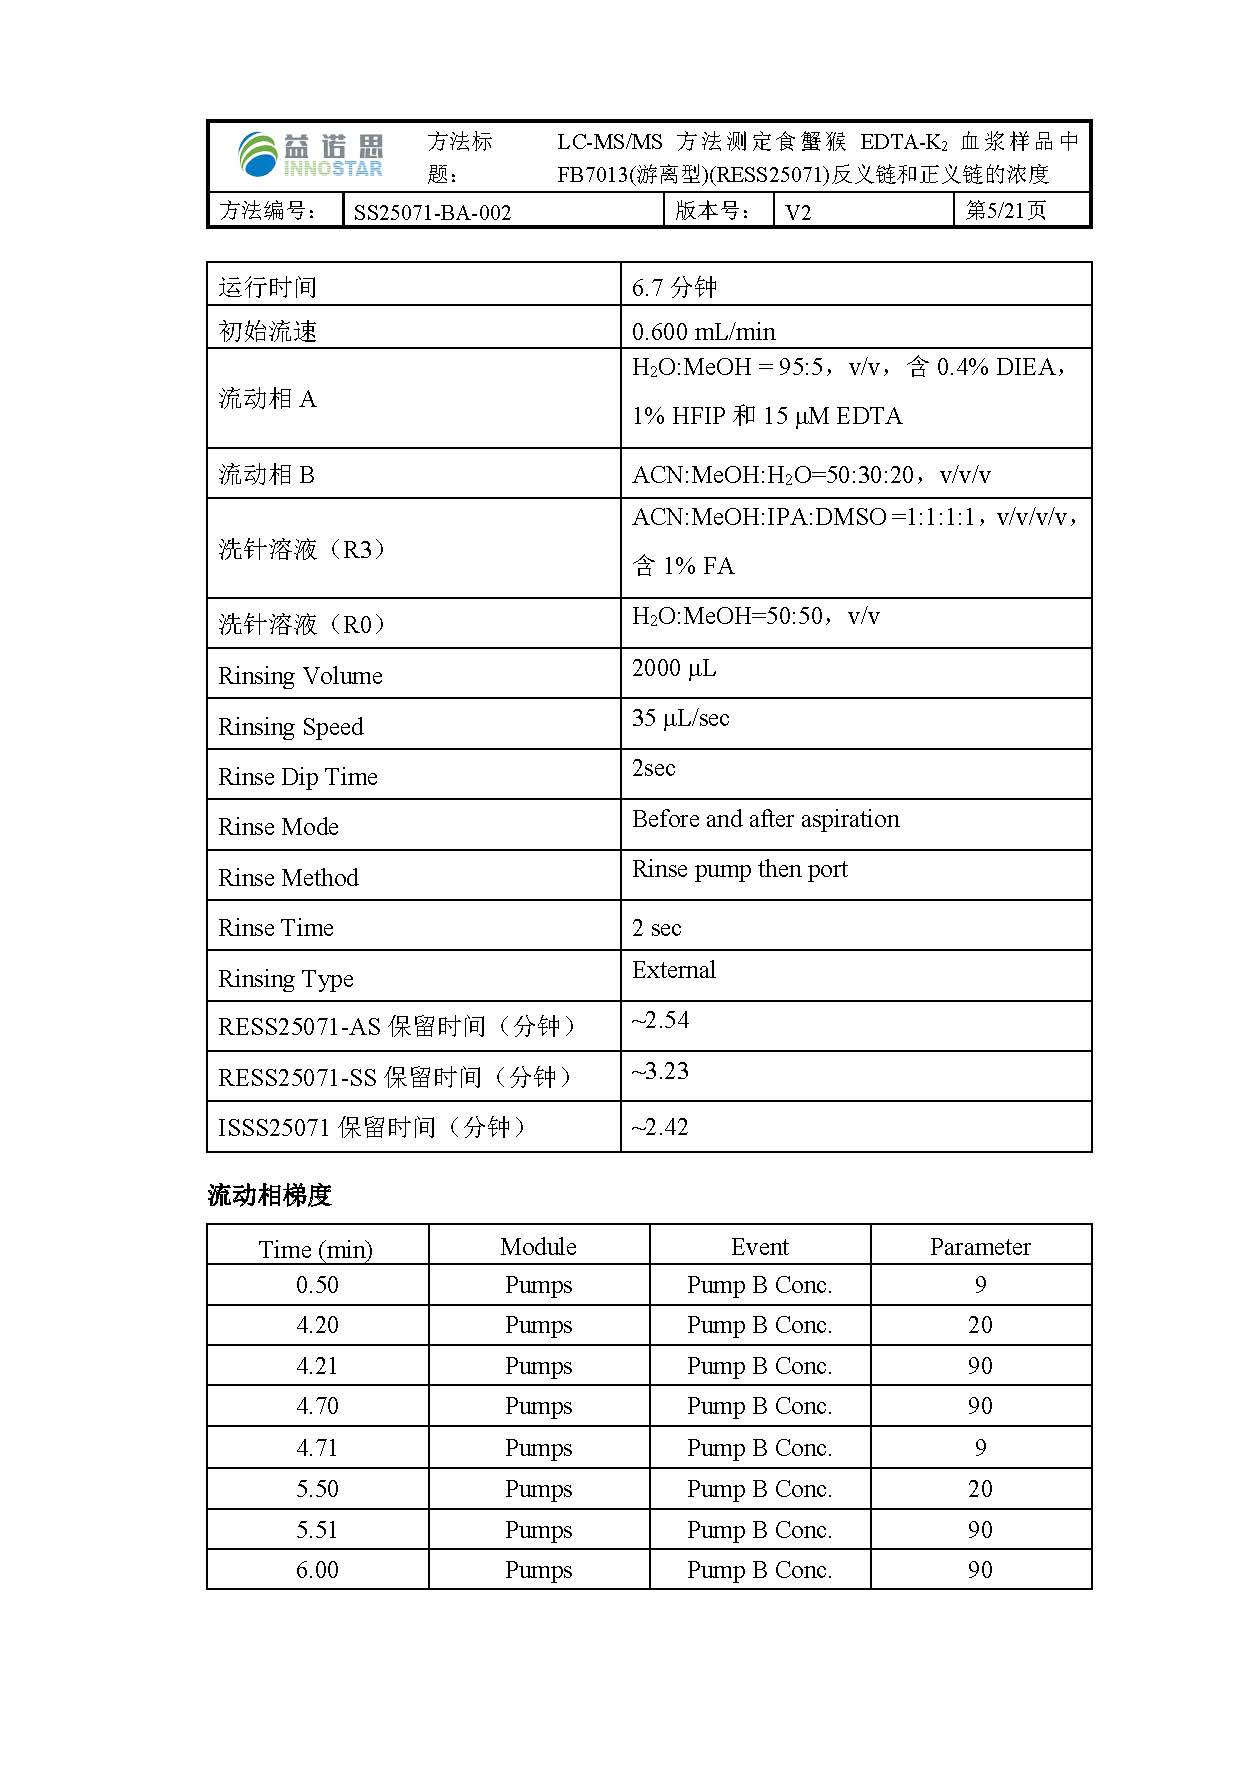 益诺思
INNOSTAR
方法标题：
LC-MS/MS 方法测定食蟹猴 EDTA-K₂ 血浆样品中
FB7013(游离型)(RESS25071)反义链和正义链的浓度
方法编号： SS25071-BA-002 版本号： V2 第5/21页
运行时间 6.7 分钟
初始流速 0.600 mL/min
流动相 A H₂O:MeOH = 95:5，v/v，含 0.4% DIEA，
1% HFIP 和 15 μM EDTA
流动相 B ACN:MeOH:H₂O=50:30:20，v/v/v
洗针溶液（R3） ACN:MeOH:IPA:DMSO =1:1:1:1，v/v/v/v，
含 1% FA
洗针溶液（R0） H₂O:MeOH=50:50，v/v
Rinsing Volume 2000 μL
Rinsing Speed 35 μL/sec
Rinse Dip Time 2sec
Rinse Mode Before and after aspiration
Rinse Method Rinse pump then port
Rinse Time 2 sec
Rinsing Type External
RESS25071-AS 保留时间（分钟） ~2.54
RESS25071-SS 保留时间（分钟） ~3.23
ISSS25071 保留时间（分钟） ~2.42
流动相梯度
Time (min) Module Event Parameter
0.50 Pumps Pump B Conc. 9
4.20 Pumps Pump B Conc. 20
4.21 Pumps Pump B Conc. 90
4.70 Pumps Pump B Conc. 90
4.71 Pumps Pump B Conc. 9
5.50 Pumps Pump B Conc. 20
5.51 Pumps Pump B Conc. 90
6.00 Pumps Pump B Conc. 90